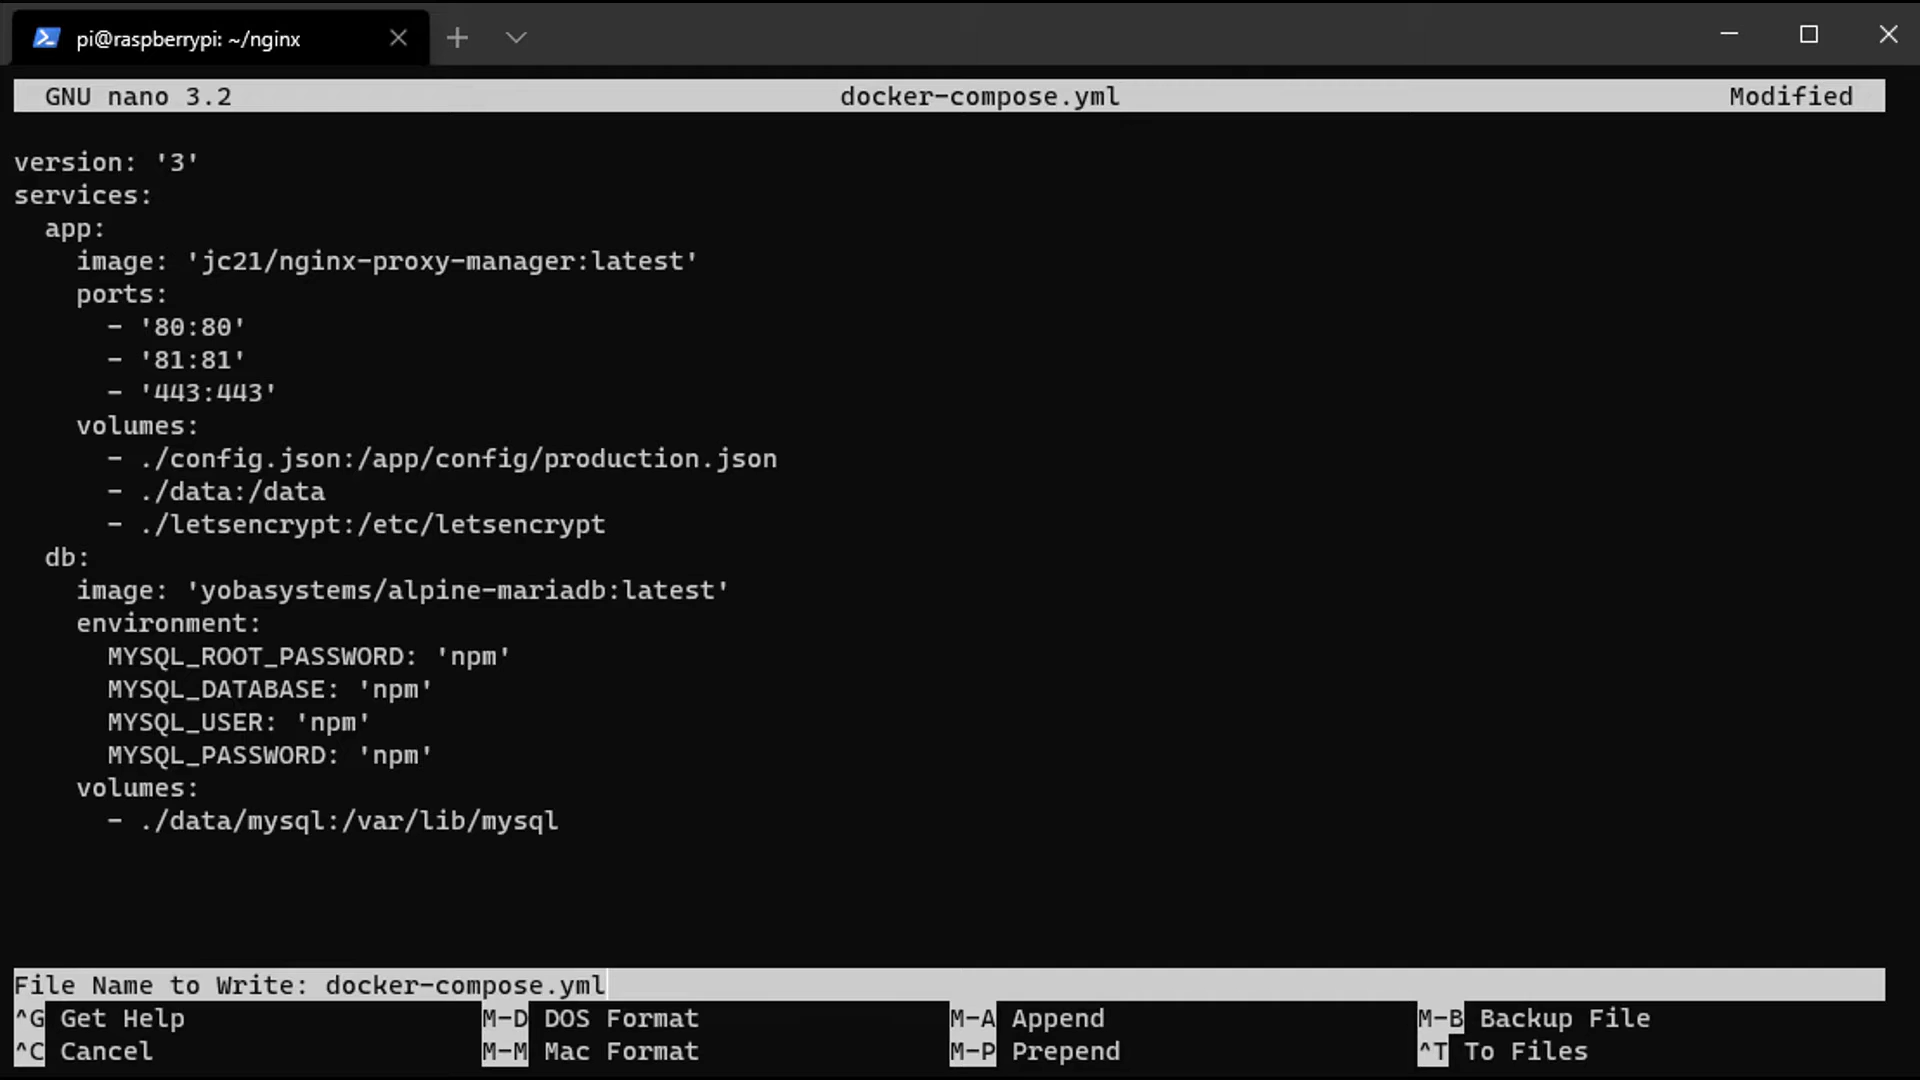 pi@raspberrypi: ~/nginx
GNU nano 3.2 docker-compose.yml Modified
version: '3'
services:
  app:
    image: 'jc21/nginx-proxy-manager:latest'
    ports:
      - '80:80'
      - '81:81'
      - '443:443'
    volumes:
      - ./config.json:/app/config/production.json
      - ./data:/data
      - ./letsencrypt:/etc/letsencrypt
  db:
    image: 'yobasystems/alpine-mariadb:latest'
    environment:
      MYSQL_ROOT_PASSWORD: 'npm'
      MYSQL_DATABASE: 'npm'
      MYSQL_USER: 'npm'
      MYSQL_PASSWORD: 'npm'
    volumes:
      - ./data/mysql:/var/lib/mysql
File Name to Write: docker-compose.yml
^G Get Help M-D DOS Format M-A Append M-B Backup File
^C Cancel M-M Mac Format M-P Prepend ^T To Files